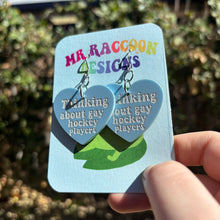 MR RACCOON
DESIGNS
Thinking
about gay
hockey
players
Thinking
about gay
hockey
players